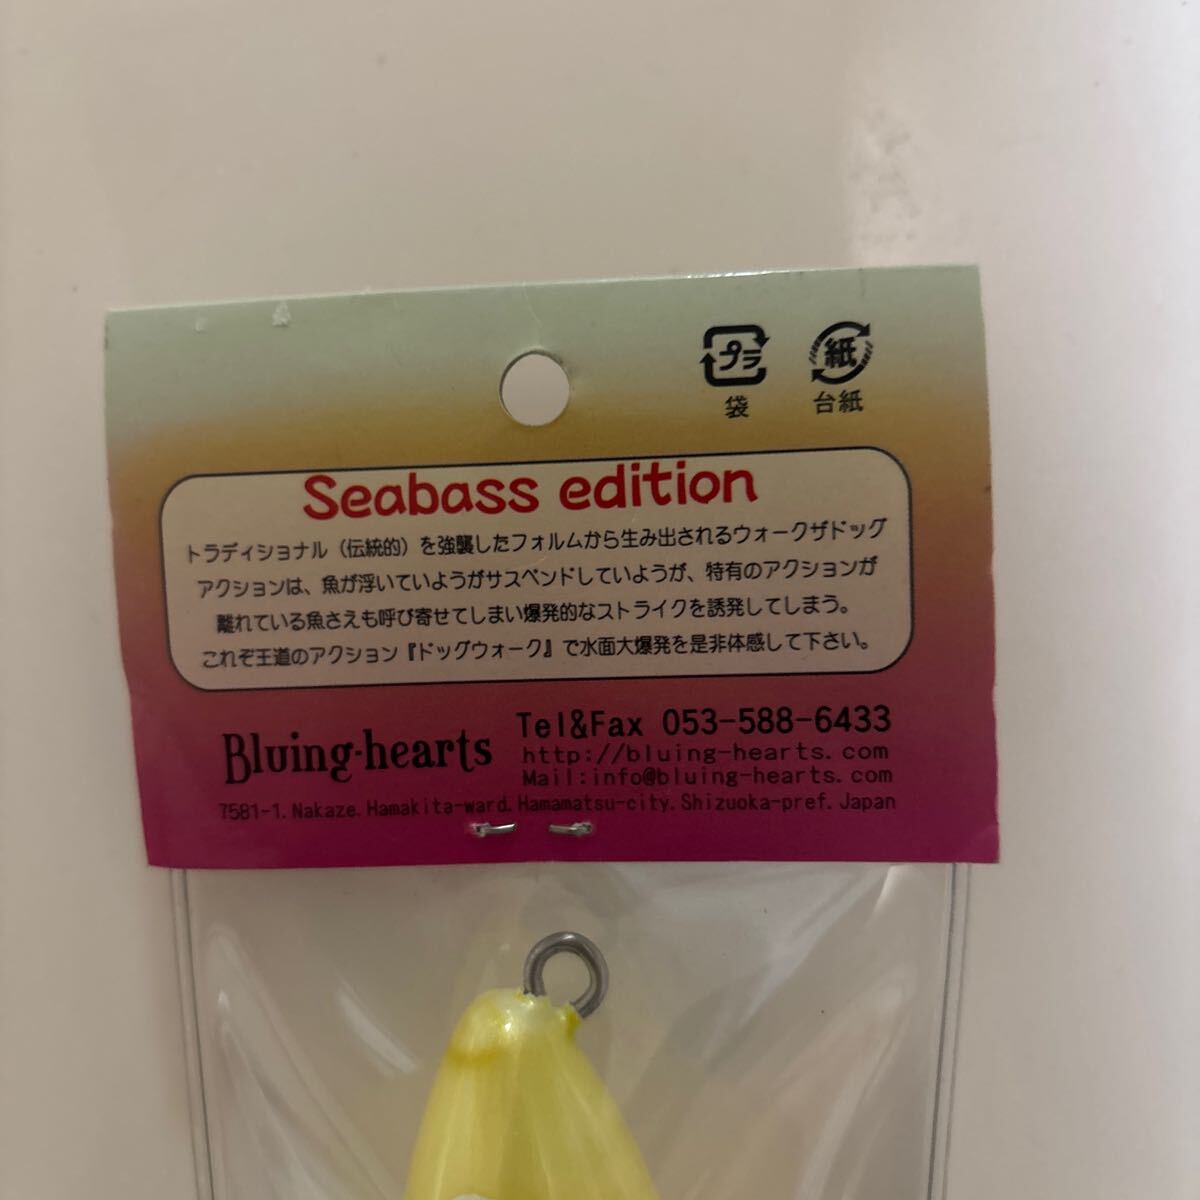 プラ
袋
紙
台紙
Seabass edition
トラディショナル（伝統的）を強襲したフォルムから生み出されるウォークザドッグ
アクションは、魚が浮いていようがサスペンドしていようが、特有のアクションが
離れている魚さえも呼び寄せてしまい爆発的なストライクを誘発してしまう。
これぞ王道のアクション『ドッグウォーク』で水面大爆発を是非体感して下さい。
Bluing-hearts
Tel&Fax 053-588-6433
http://bluing-hearts.com
Mail:info@bluing-hearts.com
7581-1. Nakaze. Hamakita-ward. Hamamatsu-city. Shizuoka-pref. Japan